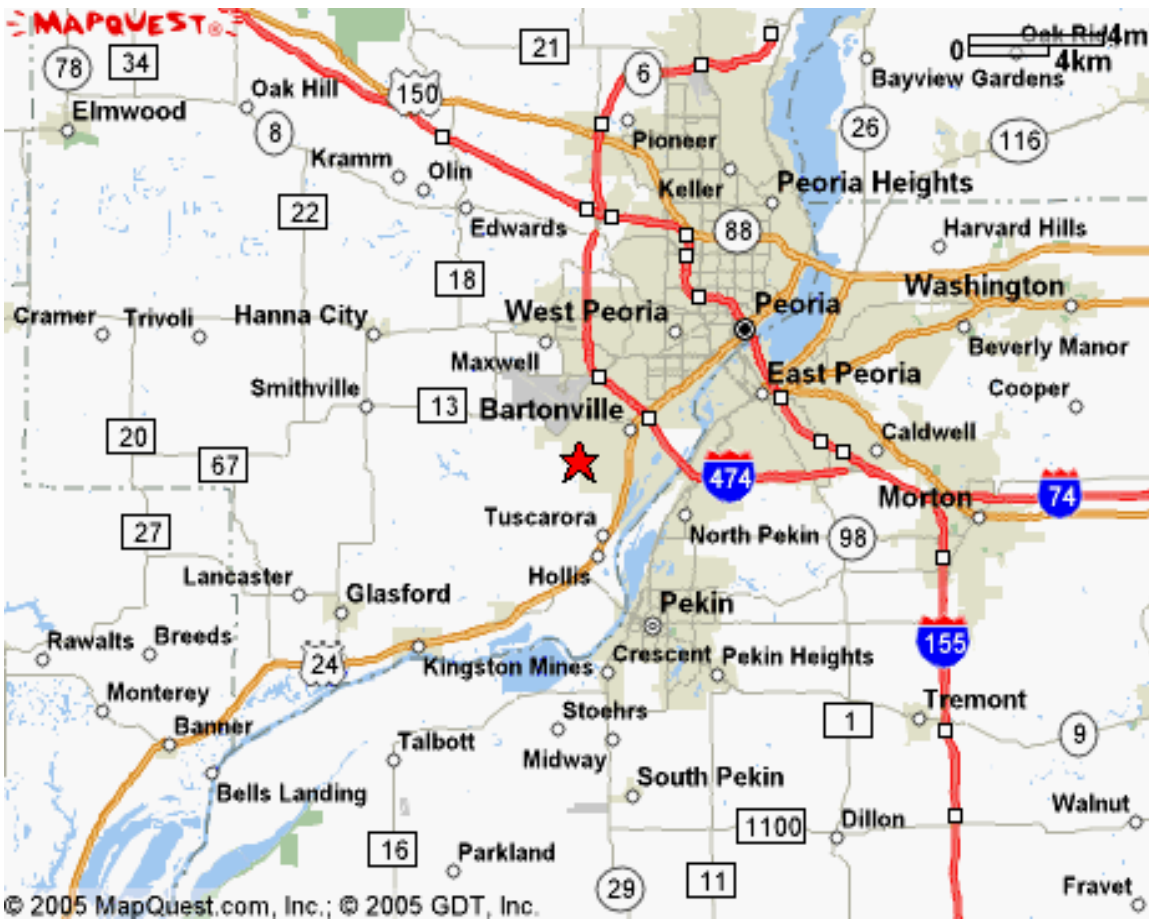 MAPQUEST®
21
Oak Rid
4m
0
4km
78
34
6
Bayview Gardens
150
Oak Hill
Elmwood
8
Pioneer
26
116
Kramm
Olin
Keller
Peoria Heights
22
Edwards
88
Harvard Hills
18
Washington
West Peoria
Peoria
Cramer
Trivoli
Hanna City
Maxwell
Beverly Manor
Smithville
East Peoria
Cooper
13
Bartonville
20
67
Caldwell
474
Morton
74
27
Tuscarora
North Pekin
98
Lancaster
Hollis
Glasford
Pekin
Rawalts
Breeds
24
Kingston Mines
Crescent
Pekin Heights
155
Monterey
Tremont
Banner
Stoehrs
1
9
Talbott
Midway
Bells Landing
South Pekin
Walnut
1100
Dillon
16
Parkland
29
11
Fravet
© 2005 MapQuest.com, Inc.; © 2005 GDT, Inc.